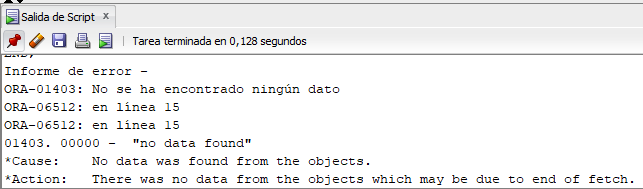 Salida de Script x
Tarea terminada en 0,128 segundos
END;
Informe de error -
ORA-01403: No se ha encontrado ningún dato
ORA-06512: en línea 15
ORA-06512: en línea 15
01403. 00000 -  "no data found"
*Cause:    No data was found from the objects.
*Action:   There was no data from the objects which may be due to end of fetch.